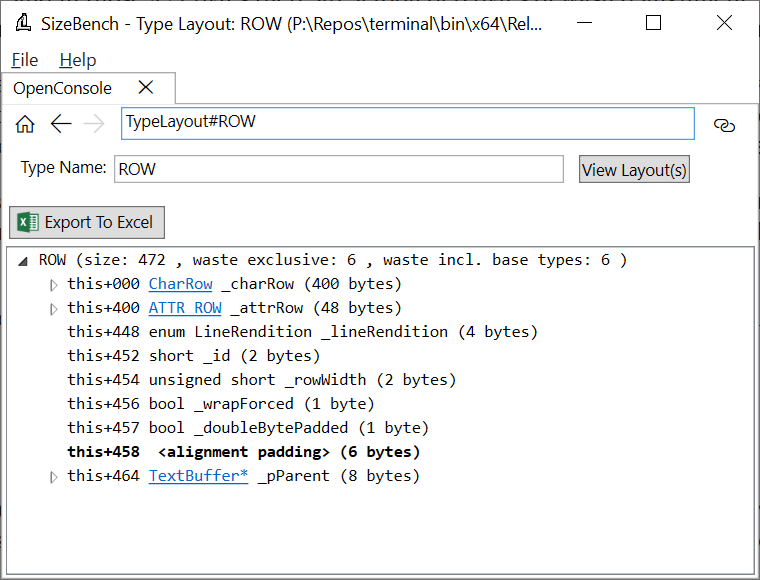 SizeBench - Type Layout: ROW (P:\Repos\terminal\bin\x64\Rel...
File Help
OpenConsole
TypeLayout#ROW
Type Name: ROW View Layout(s)
Export To Excel
ROW (size: 472 , waste exclusive: 6 , waste incl. base types: 6 )
this+000 CharRow _charRow (400 bytes)
this+400 ATTR_ROW _attrRow (48 bytes)
this+448 enum LineRendition _lineRendition (4 bytes)
this+452 short _id (2 bytes)
this+454 unsigned short _rowWidth (2 bytes)
this+456 bool _wrapForced (1 byte)
this+457 bool _doubleBytePadded (1 byte)
this+458 <alignment padding> (6 bytes)
this+464 TextBuffer* _pParent (8 bytes)